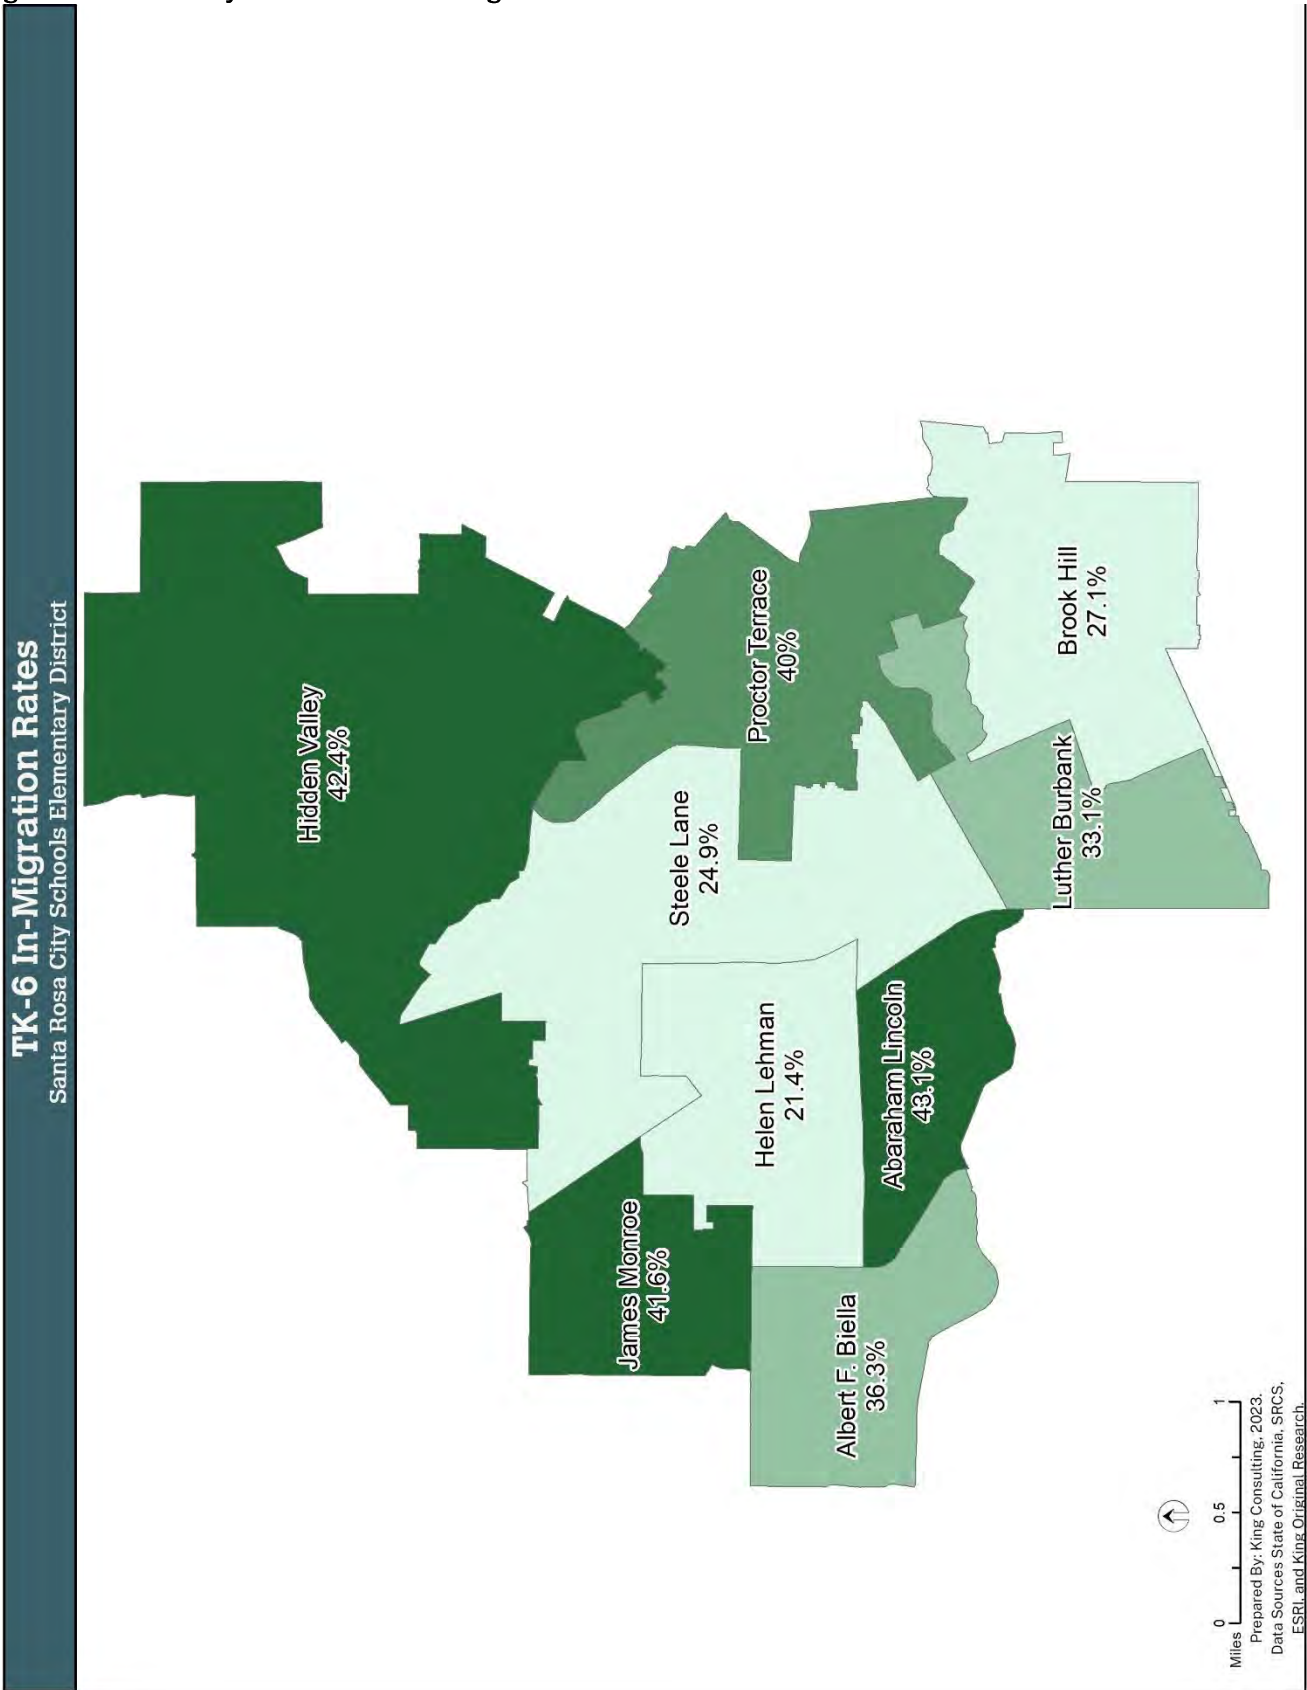 TK-6 In-Migration Rates
Santa Rosa City Schools Elementary District
Hidden Valley
42.4%
Steele Lane
24.9%
Proctor Terrace
40%
James Monroe
41.6%
Helen Lehman
21.4%
Albert F. Biella
36.3%
Abaraham Lincoln
43.1%
Luther Burbank
33.1%
Brook Hill
27.1%
0 0.5 1
Miles
Prepared By: King Consulting, 2023.
Data Sources State of California, SRCS,
ESRI, and King Original Research.